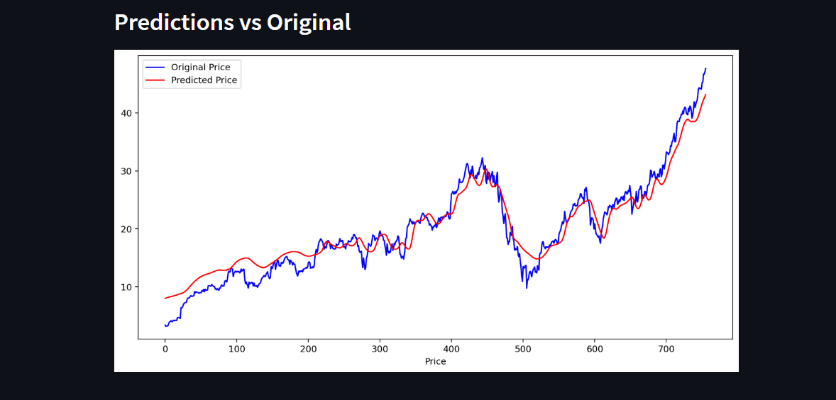 Predictions vs Original
Original Price
Predicted Price
40
30
20
10
0 100 200 300 400 500 600 700
Price